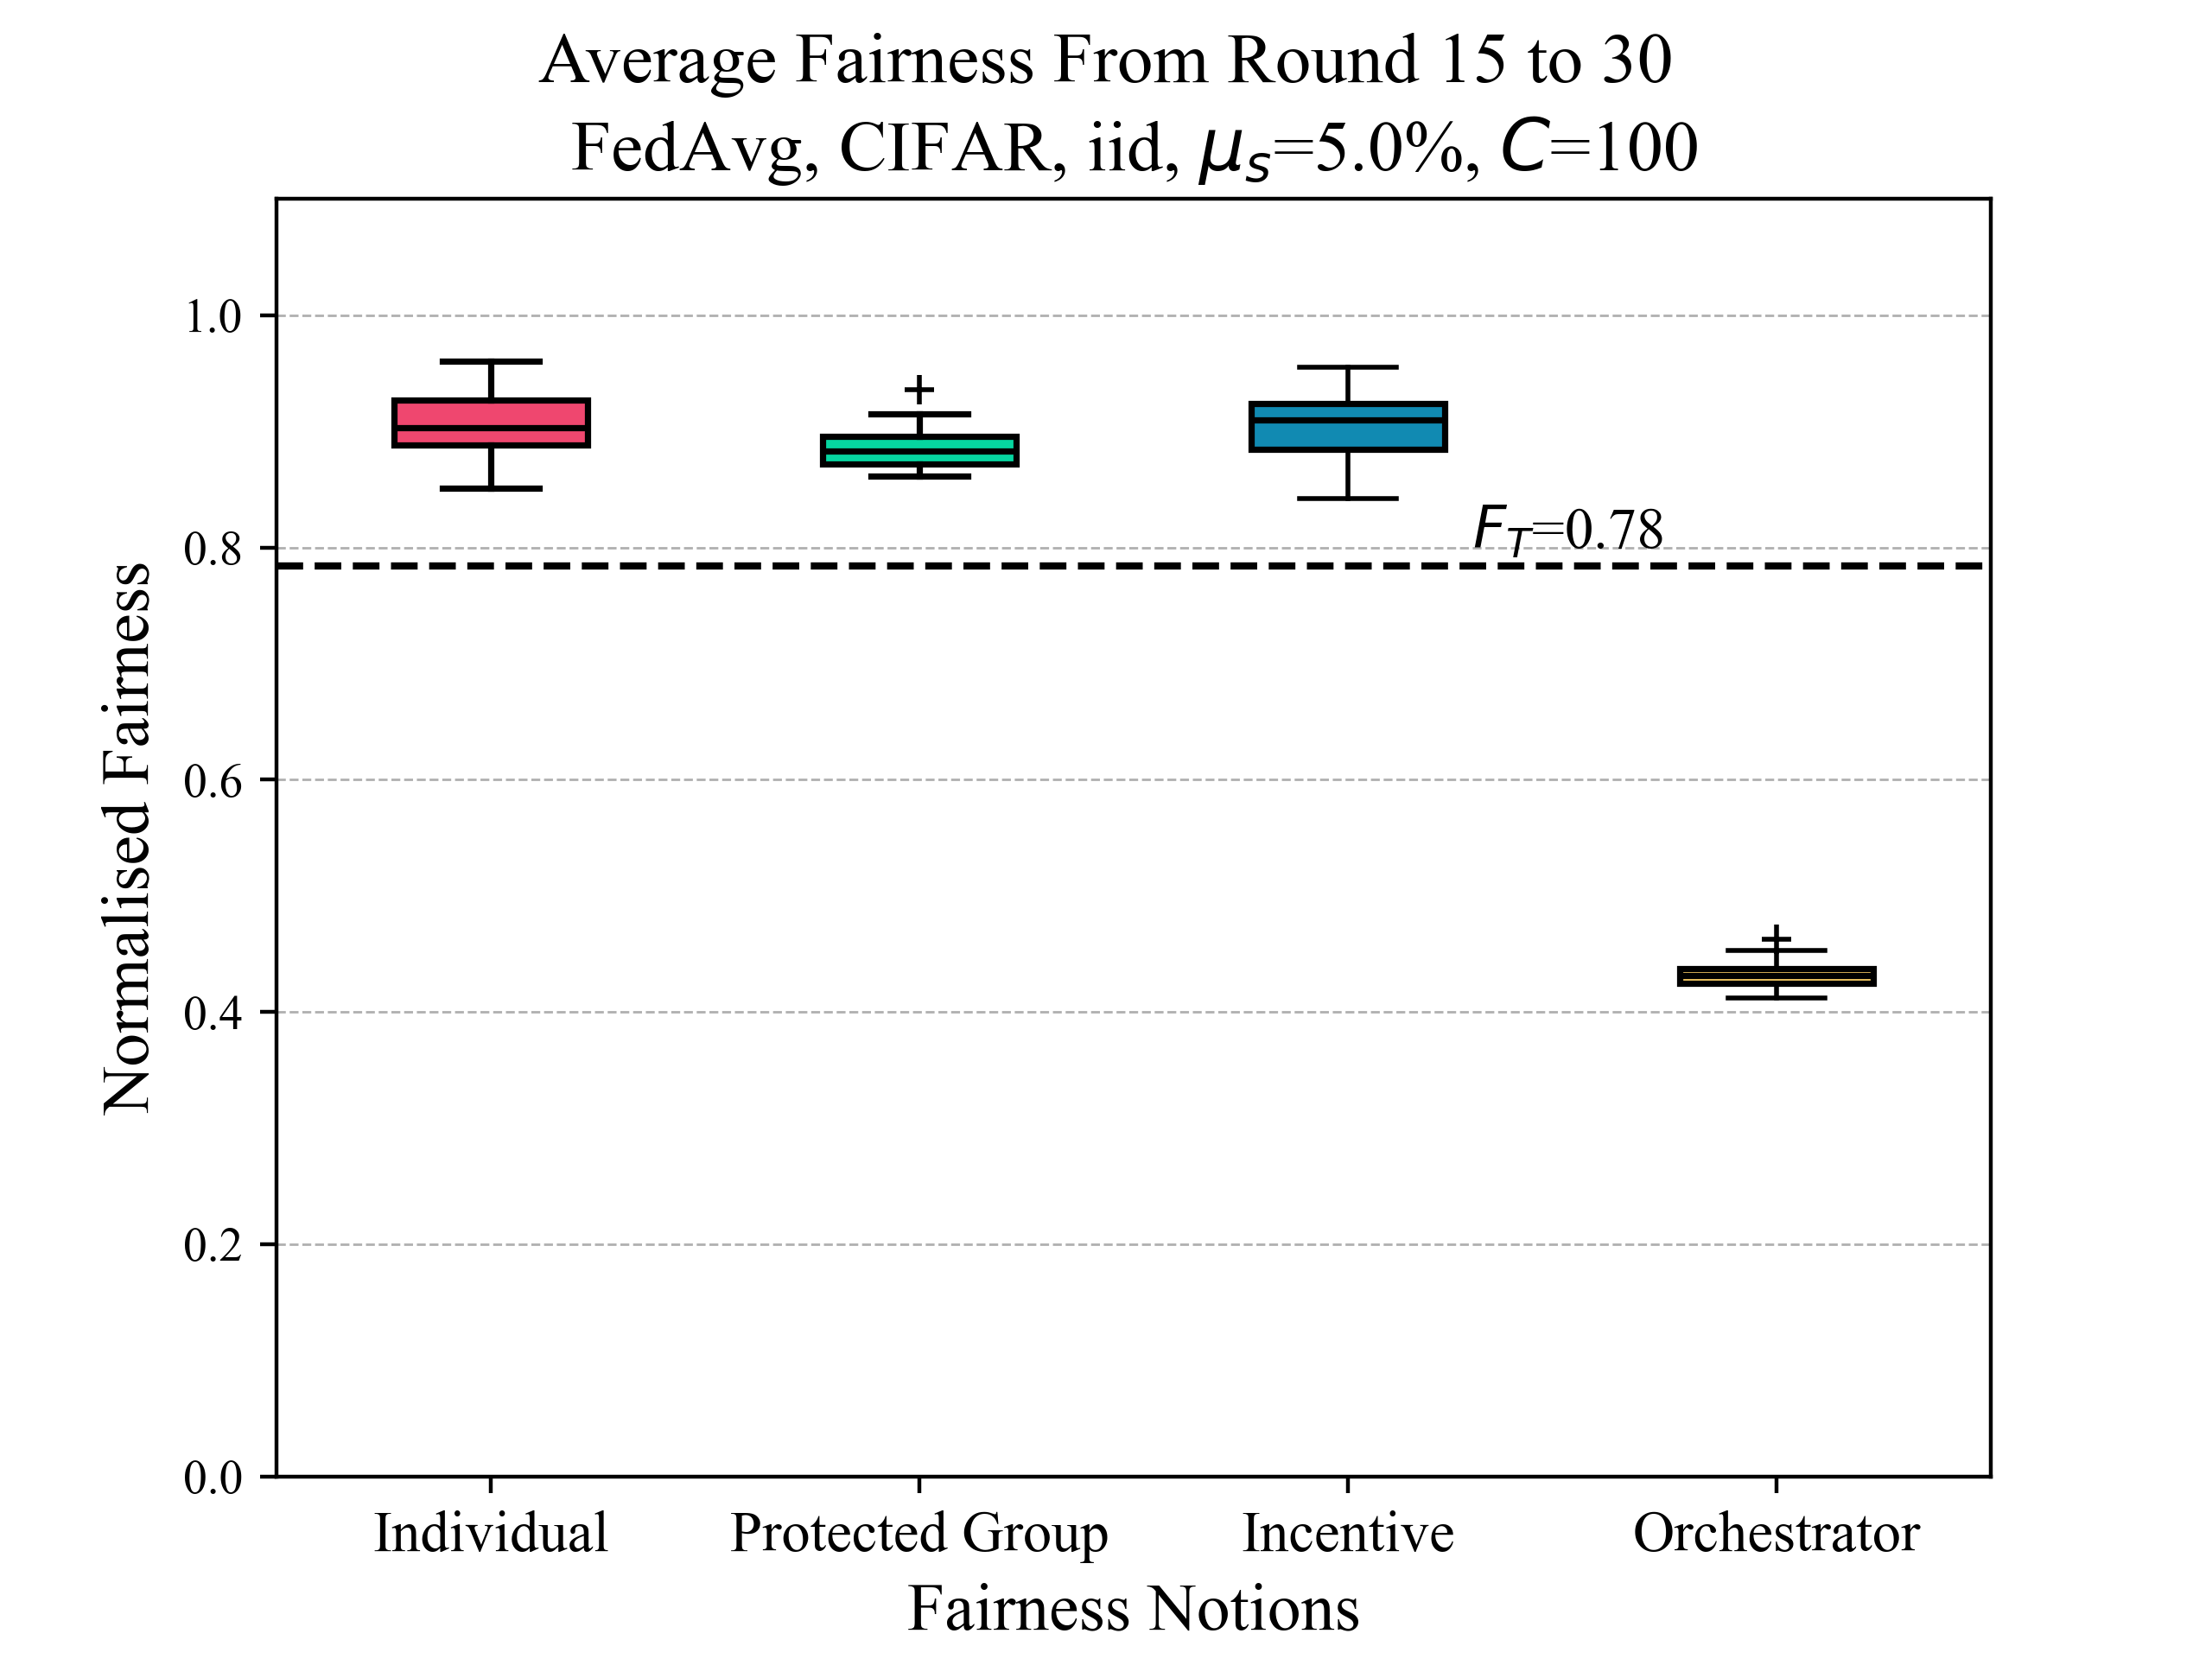 Average Fairness From Round 15 to 30
FedAvg, CIFAR, iid, μₛ=5.0%, C=100
1.0
0.8
0.6
0.4
0.2
0.0
Normalised Fairness
F_T=0.78
Individual
Protected Group
Incentive
Orchestrator
Fairness Notions